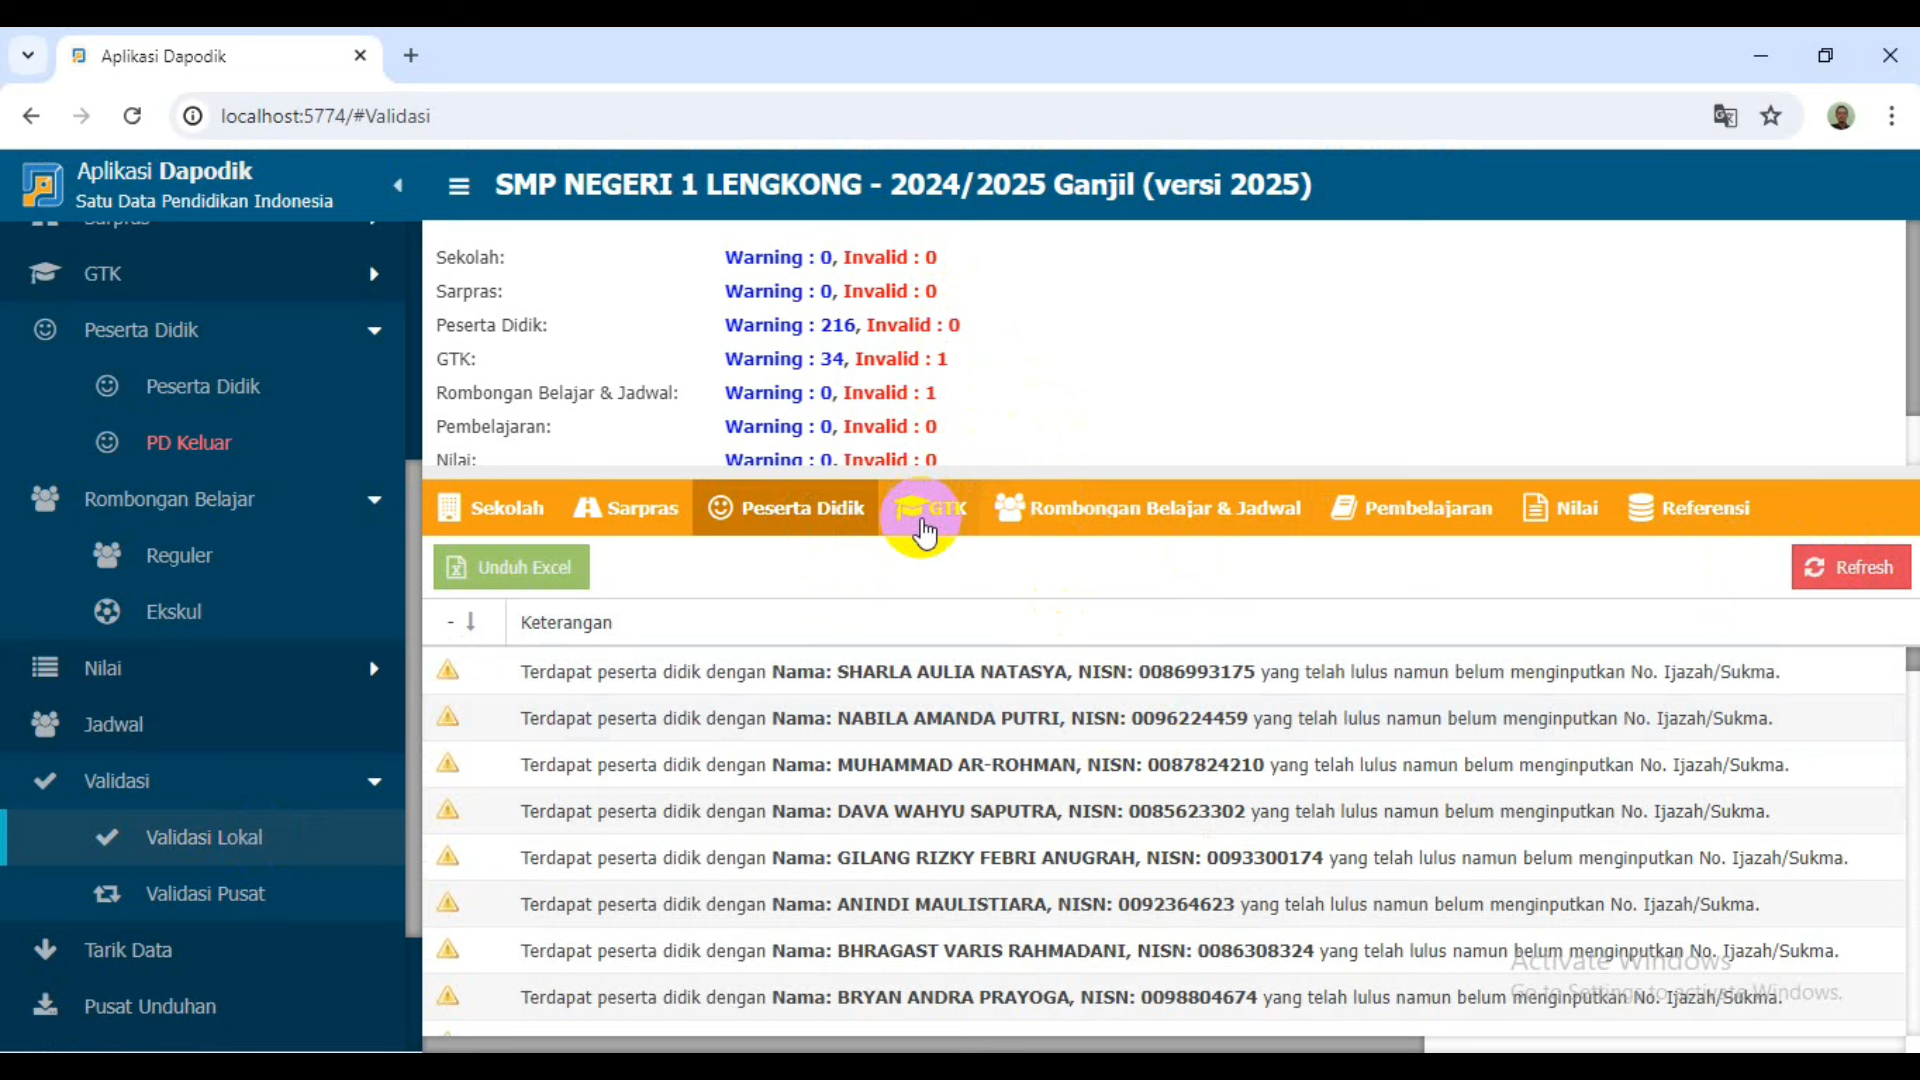 Aplikasi Dapodik
localhost:5774/#Validasi
Aplikasi Dapodik
Satu Data Pendidikan Indonesia
SMP NEGERI 1 LENGKONG - 2024/2025 Ganjil (versi 2025)
Sarpras
GTK
Peserta Didik
Peserta Didik
PD Keluar
Rombongan Belajar
Reguler
Ekskul
Nilai
Jadwal
Validasi
Validasi Lokal
Validasi Pusat
Tarik Data
Pusat Unduhan
Sekolah: Warning : 0, Invalid : 0
Sarpras: Warning : 0, Invalid : 0
Peserta Didik: Warning : 216, Invalid : 0
GTK: Warning : 34, Invalid : 1
Rombongan Belajar & Jadwal: Warning : 0, Invalid : 1
Pembelajaran: Warning : 0, Invalid : 0
Nilai: Warning : 0, Invalid : 0
Sekolah Sarpras Peserta Didik GTK Rombongan Belajar & Jadwal Pembelajaran Nilai Referensi
Unduh Excel Refresh
- Keterangan
Terdapat peserta didik dengan Nama: SHARLA AULIA NATASYA, NISN: 0086993175 yang telah lulus namun belum menginputkan No. Ijazah/Sukma.
Terdapat peserta didik dengan Nama: NABILA AMANDA PUTRI, NISN: 0096224459 yang telah lulus namun belum menginputkan No. Ijazah/Sukma.
Terdapat peserta didik dengan Nama: MUHAMMAD AR-ROHMAN, NISN: 0087824210 yang telah lulus namun belum menginputkan No. Ijazah/Sukma.
Terdapat peserta didik dengan Nama: DAVA WAHYU SAPUTRA, NISN: 0085623302 yang telah lulus namun belum menginputkan No. Ijazah/Sukma.
Terdapat peserta didik dengan Nama: GILANG RIZKY FEBRI ANUGRAH, NISN: 0093300174 yang telah lulus namun belum menginputkan No. Ijazah/Sukma.
Terdapat peserta didik dengan Nama: ANINDI MAULISTIARA, NISN: 0092364623 yang telah lulus namun belum menginputkan No. Ijazah/Sukma.
Terdapat peserta didik dengan Nama: BHRAGAST VARIS RAHMADANI, NISN: 0086308324 yang telah lulus namun belum menginputkan No. Ijazah/Sukma.
Terdapat peserta didik dengan Nama: BRYAN ANDRA PRAYOGA, NISN: 0098804674 yang telah lulus namun belum menginputkan No. Ijazah/Sukma.
Activate Windows
Go to Settings to activate Windows.